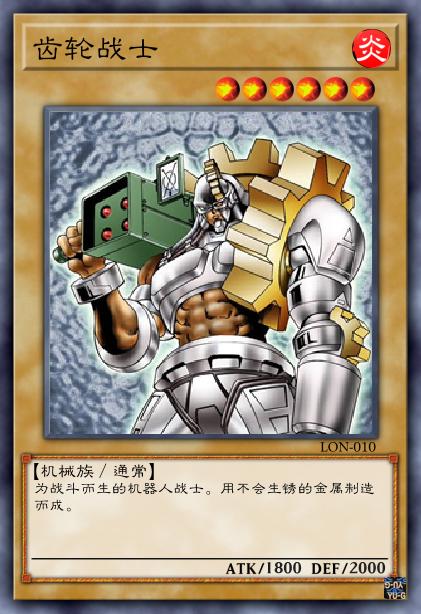 齿轮战士
炎
LON-010
【机械族 / 通常】
为战斗而生的机器人战士。用不会生锈的金属制造
而成。
ATK/1800 DEF/2000